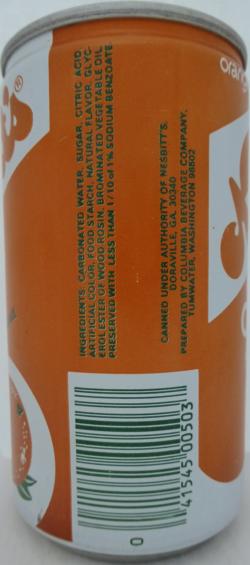 orange
INGREDIENTS: CARBONATED WATER, SUGAR, CITRIC ACID,
ARTIFICIAL COLOR, FOOD STARCH, NATURAL FLAVOR, GLYC-
EROL ESTER OF WOOD ROSIN, BROMINATED VEGETABLE OIL,
PRESERVED WITH LESS THAN 1/10 of 1% SODIUM BENZOATE.
CANNED UNDER AUTHORITY OF NESBITT'S.
DORAVILLE, GA. 30340
PREPARED BY COLUMBIA BEVERAGE COMPANY,
TUMWATER, WASHINGTON 98502
0
41545 00503